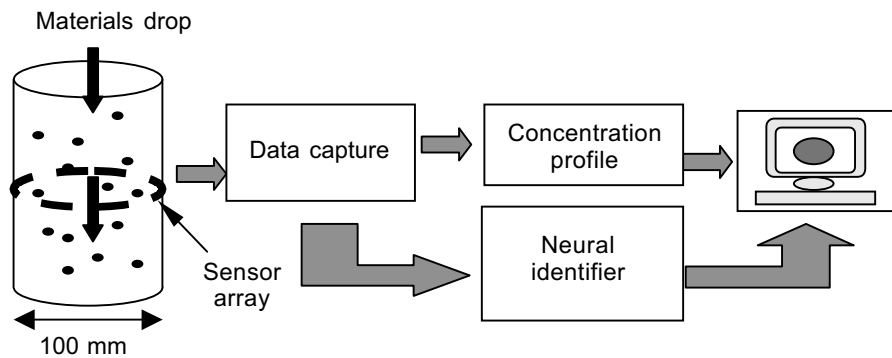 Materials drop
Data capture
Concentration
profile
Sensor
array
Neural
identifier
100 mm